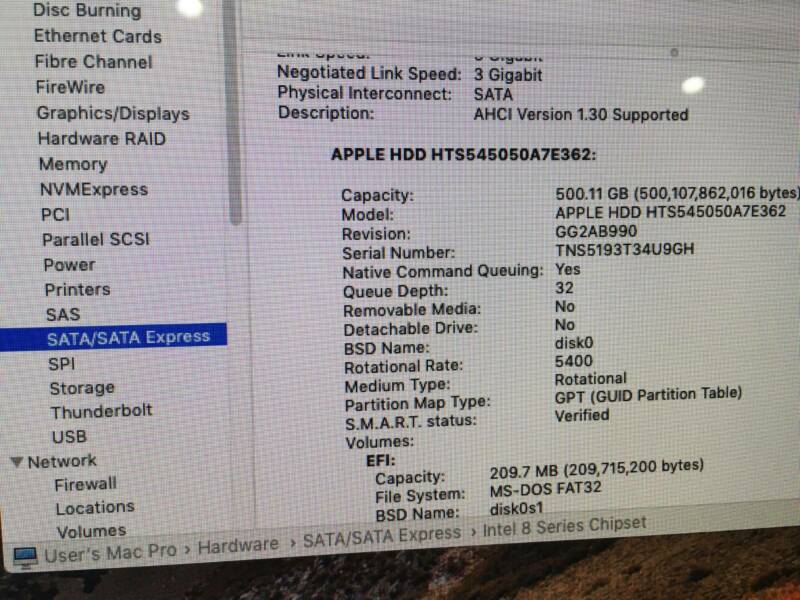 Disc Burning
Ethernet Cards
Fibre Channel
FireWire
Graphics/Displays
Hardware RAID
Memory
NVMExpress
PCI
Parallel SCSI
Power
Printers
SAS
SATA/SATA Express
SPI
Storage
Thunderbolt
USB
Network
Firewall
Locations
Volumes
Negotiated Link Speed: 3 Gigabit
Physical Interconnect: SATA
Description: AHCI Version 1.30 Supported
APPLE HDD HTS545050A7E362:
Capacity: 500.11 GB (500,107,862,016 bytes)
Model: APPLE HDD HTS545050A7E362
Revision: GG2AB990
Serial Number: TNS5193T34U9GH
Native Command Queuing: Yes
Queue Depth: 32
Removable Media: No
Detachable Drive: No
BSD Name: disk0
Rotational Rate: 5400
Medium Type: Rotational
Partition Map Type: GPT (GUID Partition Table)
S.M.A.R.T. status: Verified
Volumes:
EFI:
Capacity: 209.7 MB (209,715,200 bytes)
File System: MS-DOS FAT32
BSD Name: disk0s1
User's Mac Pro › Hardware › SATA/SATA Express › Intel 8 Series Chipset